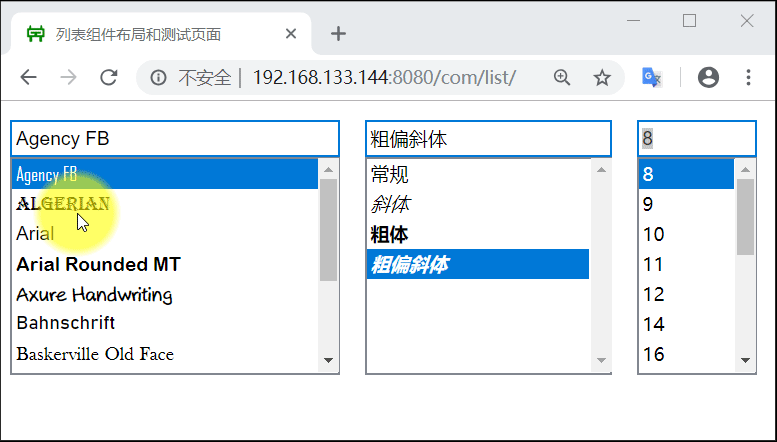 列表组件布局和测试页面
不安全 | 192.168.133.144:8080/com/list/
Agency FB
Agency FB
ALGERIAN
Arial
Arial Rounded MT
Axure Handwriting
Bahnschrift
Baskerville Old Face
粗偏斜体
常规
斜体
粗体
粗偏斜体
8
8
9
10
11
12
14
16